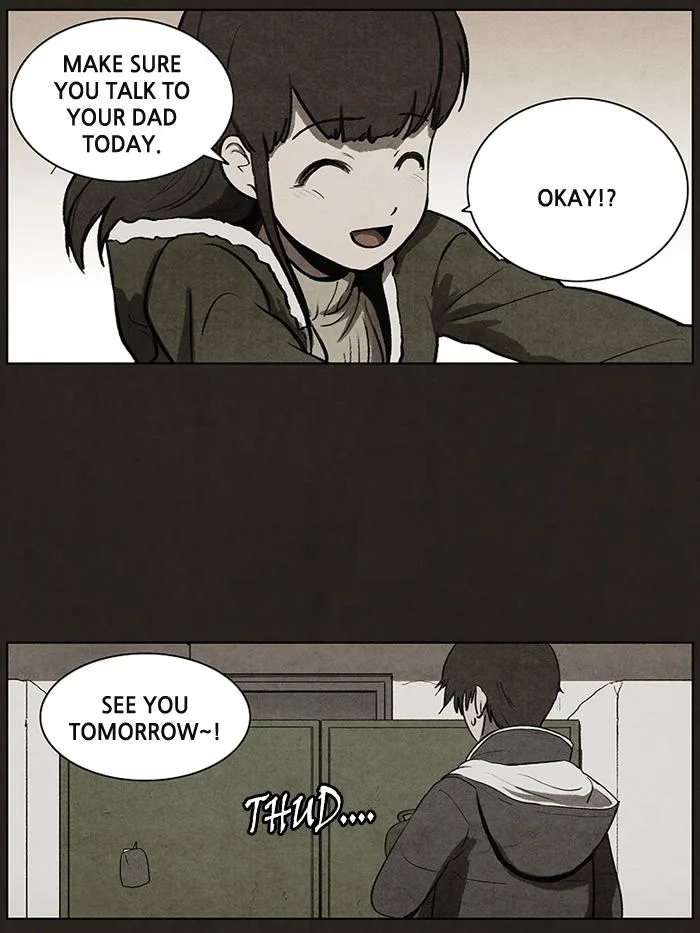 MAKE SURE
YOU TALK TO
YOUR DAD
TODAY.
OKAY!?
SEE YOU
TOMORROW~!
THUD....